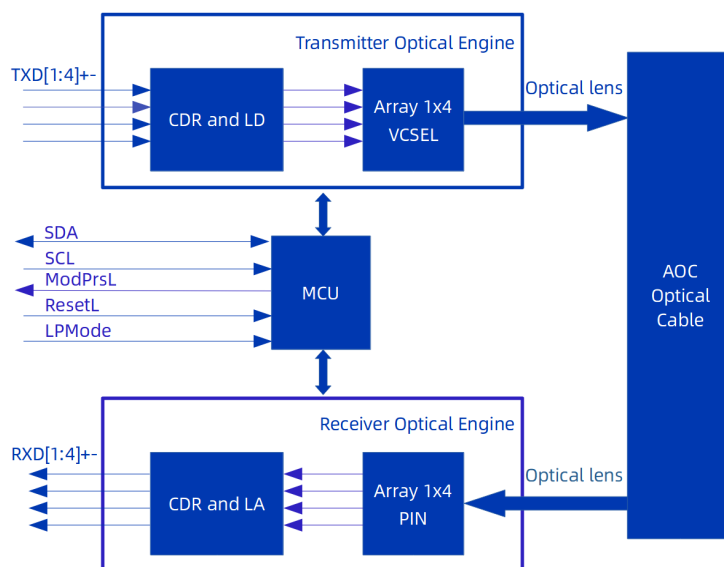 Transmitter Optical Engine
TXD[1:4]+-
CDR and LD
Array 1x4
VCSEL
Optical lens
SDA
SCL
ModPrsL
ResetL
LPMode
MCU
AOC
Optical
Cable
Receiver Optical Engine
RXD[1:4]+-
CDR and LA
Array 1x4
PIN
Optical lens